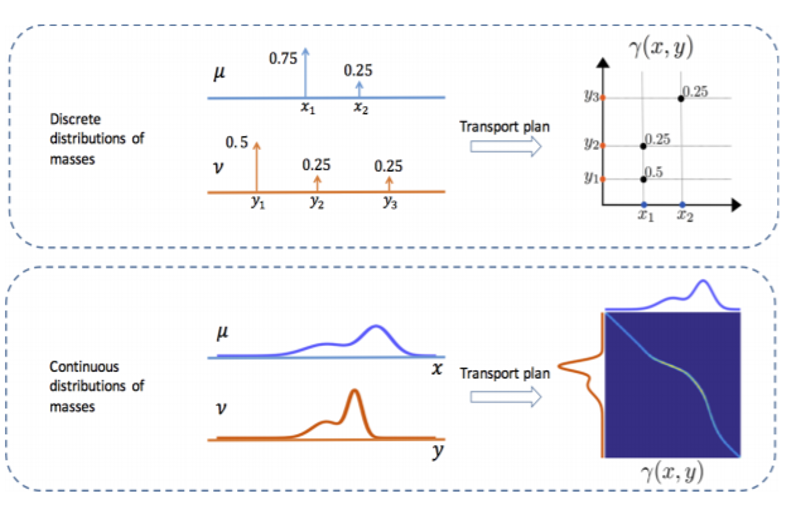 Discrete
distributions of
masses
μ
0.75
0.25
x₁
x₂
ν
0.5
0.25
0.25
y₁
y₂
y₃
Transport plan
γ(x, y)
y₃
0.25
y₂
0.25
y₁
0.5
x₁
x₂
Continuous
distributions of
masses
μ
x
ν
y
Transport plan
γ(x, y)